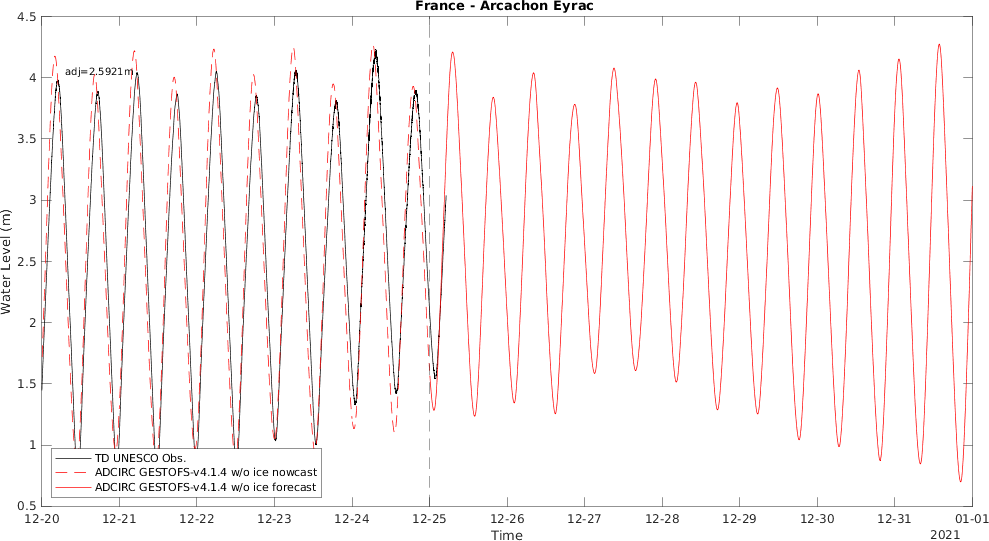 France - Arcachon Eyrac
4.5
4
3.5
3
2.5
2
1.5
1
0.5
Water Level (m)
adj=2.5921m
TD UNESCO Obs.
ADCIRC GESTOFS-v4.1.4 w/o ice nowcast
ADCIRC GESTOFS-v4.1.4 w/o ice forecast
12-20 12-21 12-22 12-23 12-24 12-25 12-26 12-27 12-28 12-29 12-30 12-31 01-01
Time
2021